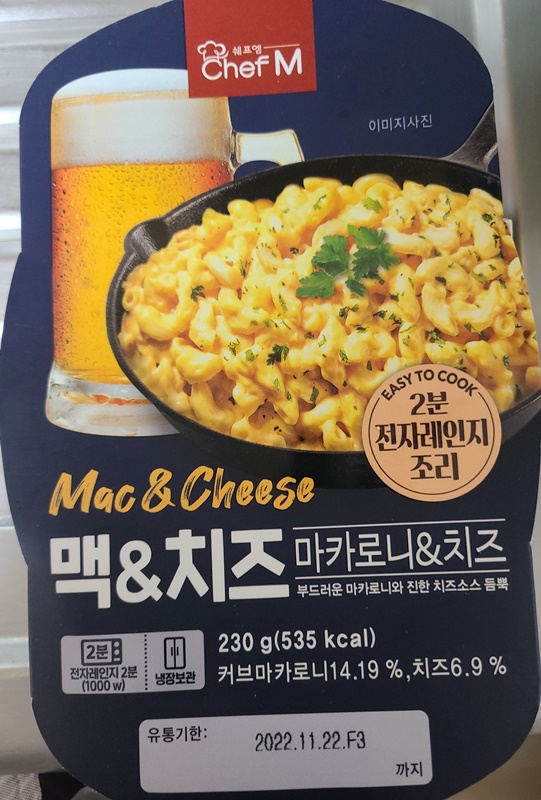 쉐프엠
Chef M
이미지사진
EASY TO COOK
2분
전자레인지
조리
Mac & Cheese
맥&치즈
마카로니&치즈
부드러운 마카로니와 진한 치즈소스 듬뿍
2분
전자레인지 2분
(1000 w)
냉장보관
230 g(535 kcal)
커브마카로니14.19 %,치즈6.9 %
유통기한:
2022.11.22.F3
까지